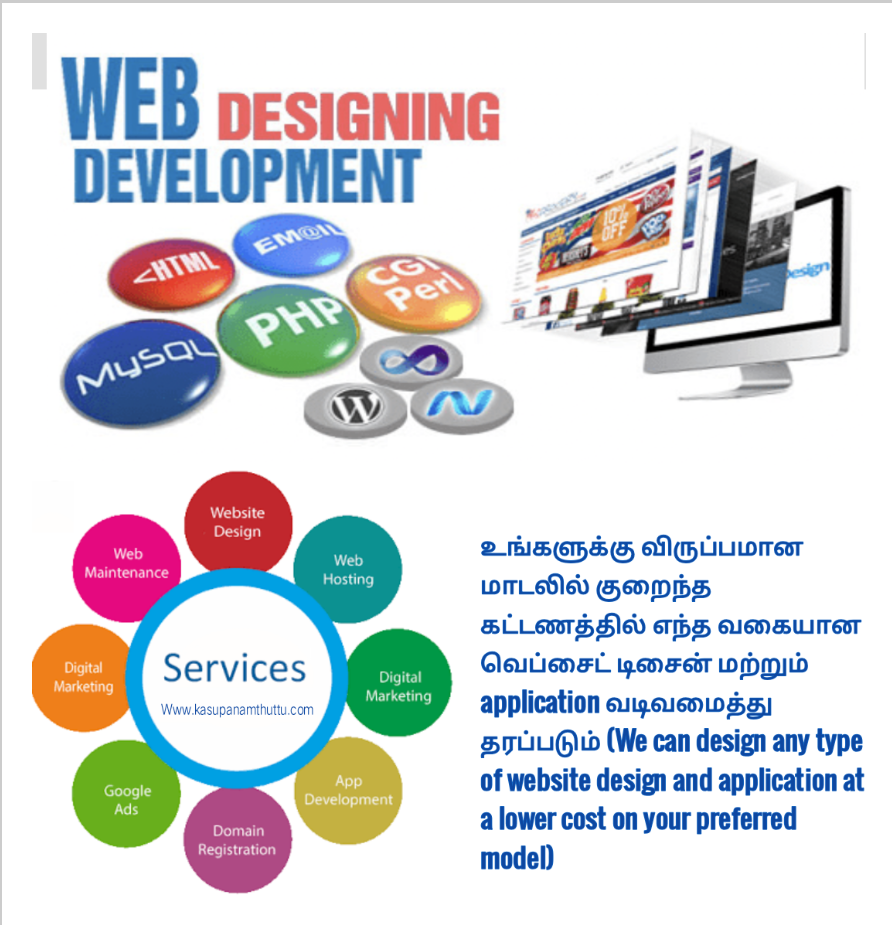 WEB DESIGNING
DEVELOPMENT
<HTML
EM@IL
CGI
Perl
PHP
MySQL
W
10%
OFF
esign
Website
Design
Web
Maintenance
Web
Hosting
Digital
Marketing
Services
Www.kasupanamthuttu.com
Digital
Marketing
Google
Ads
App
Development
Domain
Registration
உங்களுக்கு விருப்பமான
மாடலில் குறைந்த
கட்டணத்தில் எந்த வகையான
வெப்சைட் டிசைன் மற்றும்
application வடிவமைத்து
தரப்படும் (We can design any type
of website design and application at
a lower cost on your preferred
model)